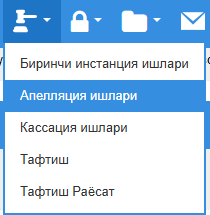 Биринчи инстанция ишлари
Апелляция ишлари
Кассация ишлари
Тафтиш
Тафтиш Раёсат